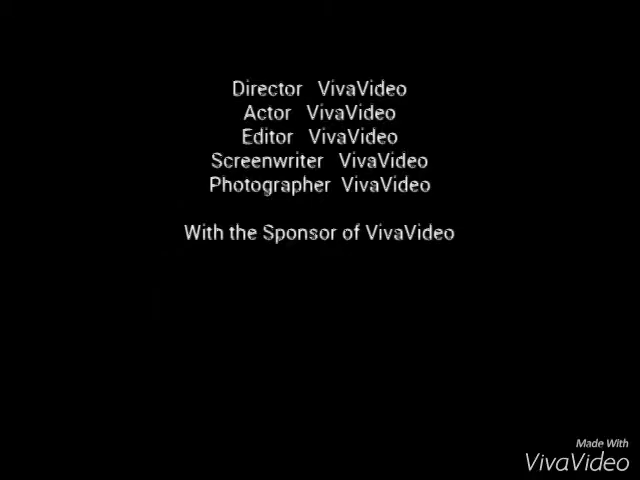 Director VivaVideo
Actor VivaVideo
Editor VivaVideo
Screenwriter VivaVideo
Photographer VivaVideo
With the Sponsor of VivaVideo
Made With
VivaVideo